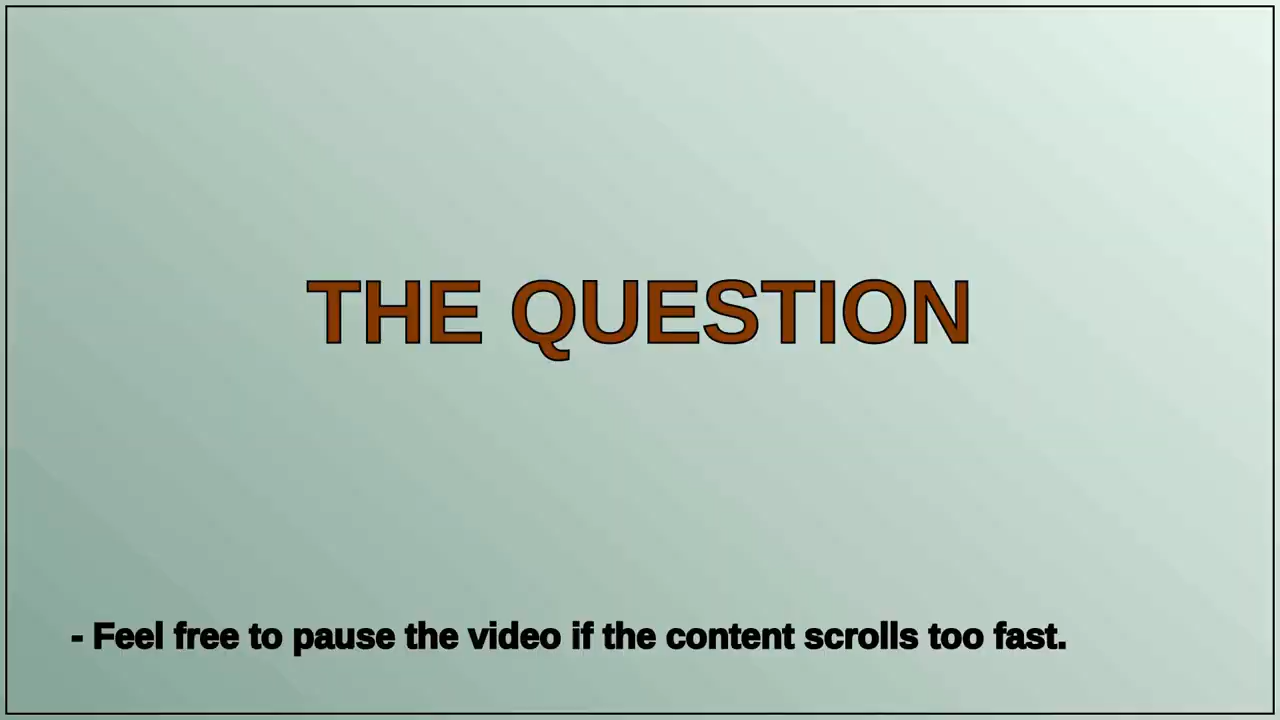 THE QUESTION
- Feel free to pause the video if the content scrolls too fast.